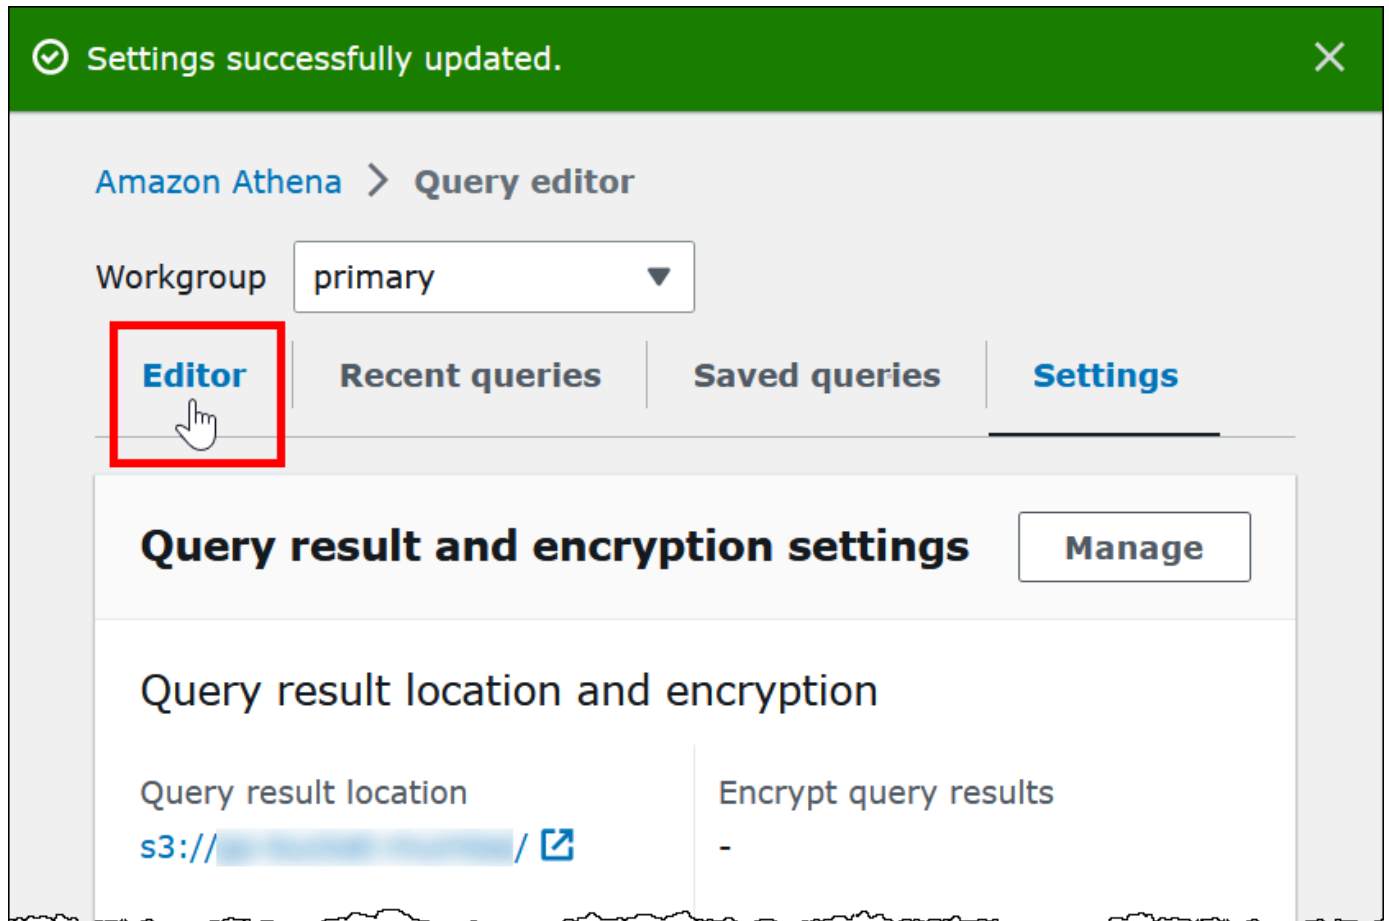 Settings successfully updated.
Amazon Athena > Query editor
Workgroup primary
Editor Recent queries Saved queries Settings
Query result and encryption settings Manage
Query result location and encryption
Query result location Encrypt query results
s3:// / -